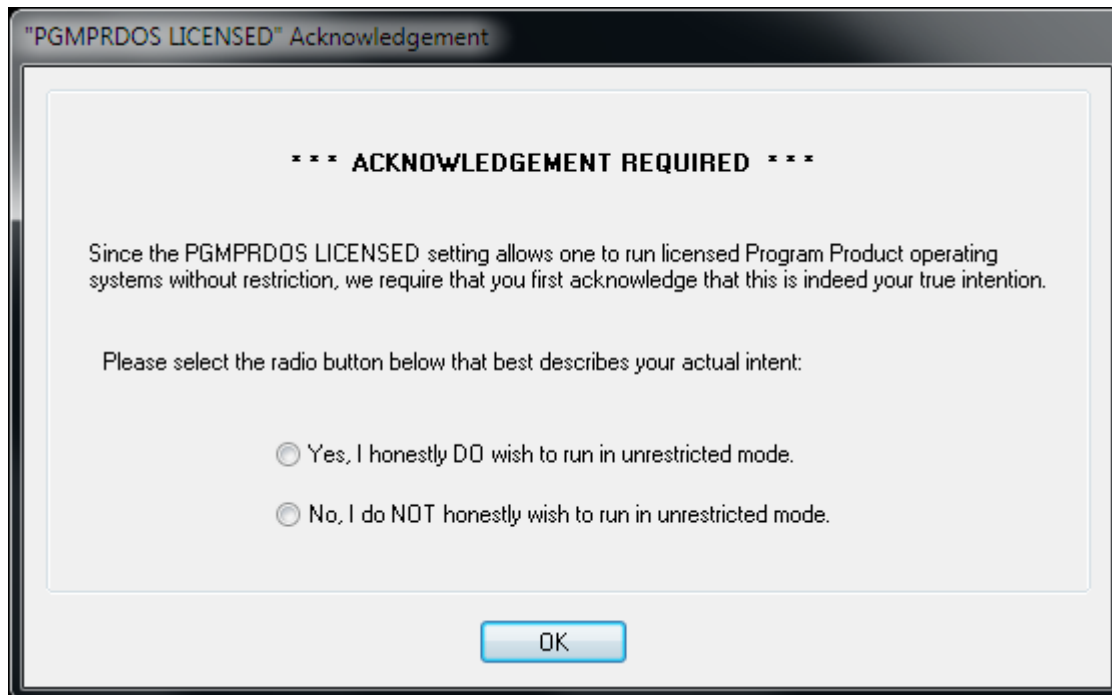 "PGMPRDOS LICENSED" Acknowledgement
* * * ACKNOWLEDGEMENT REQUIRED * * *
Since the PGMPRDOS LICENSED setting allows one to run licensed Program Product operating
systems without restriction, we require that you first acknowledge that this is indeed your true intention.
Please select the radio button below that best describes your actual intent:
Yes, I honestly DO wish to run in unrestricted mode.
No, I do NOT honestly wish to run in unrestricted mode.
OK